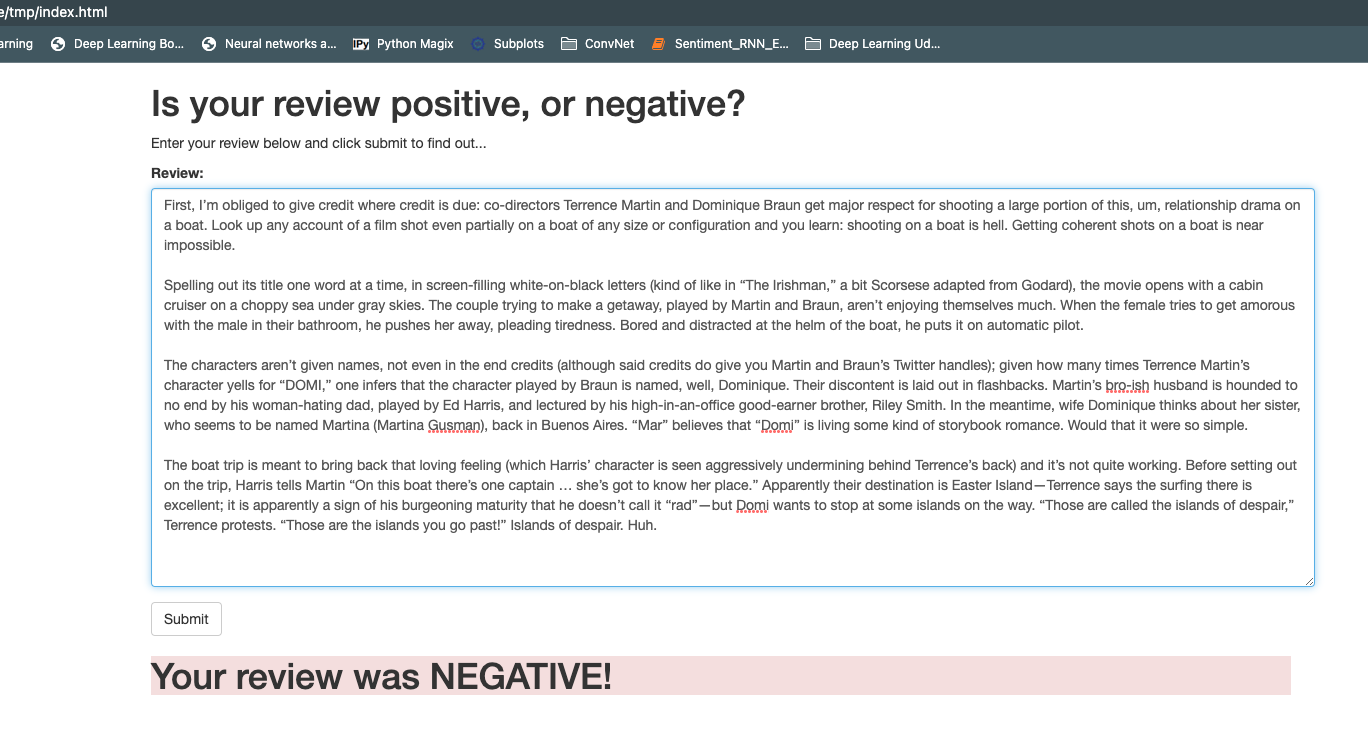 e/tmp/index.html
arning Deep Learning Bo... Neural networks a... IPy Python Magix Subplots ConvNet Sentiment_RNN_E... Deep Learning Ud...
Is your review positive, or negative?
Enter your review below and click submit to find out...
Review:
First, I’m obliged to give credit where credit is due: co-directors Terrence Martin and Dominique Braun get major respect for shooting a large portion of this, um, relationship drama on
a boat. Look up any account of a film shot even partially on a boat of any size or configuration and you learn: shooting on a boat is hell. Getting coherent shots on a boat is near
impossible.
Spelling out its title one word at a time, in screen-filling white-on-black letters (kind of like in “The Irishman,” a bit Scorsese adapted from Godard), the movie opens with a cabin
cruiser on a choppy sea under gray skies. The couple trying to make a getaway, played by Martin and Braun, aren’t enjoying themselves much. When the female tries to get amorous
with the male in their bathroom, he pushes her away, pleading tiredness. Bored and distracted at the helm of the boat, he puts it on automatic pilot.
The characters aren’t given names, not even in the end credits (although said credits do give you Martin and Braun’s Twitter handles); given how many times Terrence Martin’s
character yells for “DOMI,” one infers that the character played by Braun is named, well, Dominique. Their discontent is laid out in flashbacks. Martin’s bro-ish husband is hounded to
no end by his woman-hating dad, played by Ed Harris, and lectured by his high-in-an-office good-earner brother, Riley Smith. In the meantime, wife Dominique thinks about her sister,
who seems to be named Martina (Martina Gusman), back in Buenos Aires. “Mar” believes that “Domi” is living some kind of storybook romance. Would that it were so simple.
The boat trip is meant to bring back that loving feeling (which Harris’ character is seen aggressively undermining behind Terrence’s back) and it’s not quite working. Before setting out
on the trip, Harris tells Martin “On this boat there’s one captain … she’s got to know her place.” Apparently their destination is Easter Island—Terrence says the surfing there is
excellent; it is apparently a sign of his burgeoning maturity that he doesn’t call it “rad”—but Domi wants to stop at some islands on the way. “Those are called the islands of despair,”
Terrence protests. “Those are the islands you go past!” Islands of despair. Huh.
Submit
Your review was NEGATIVE!